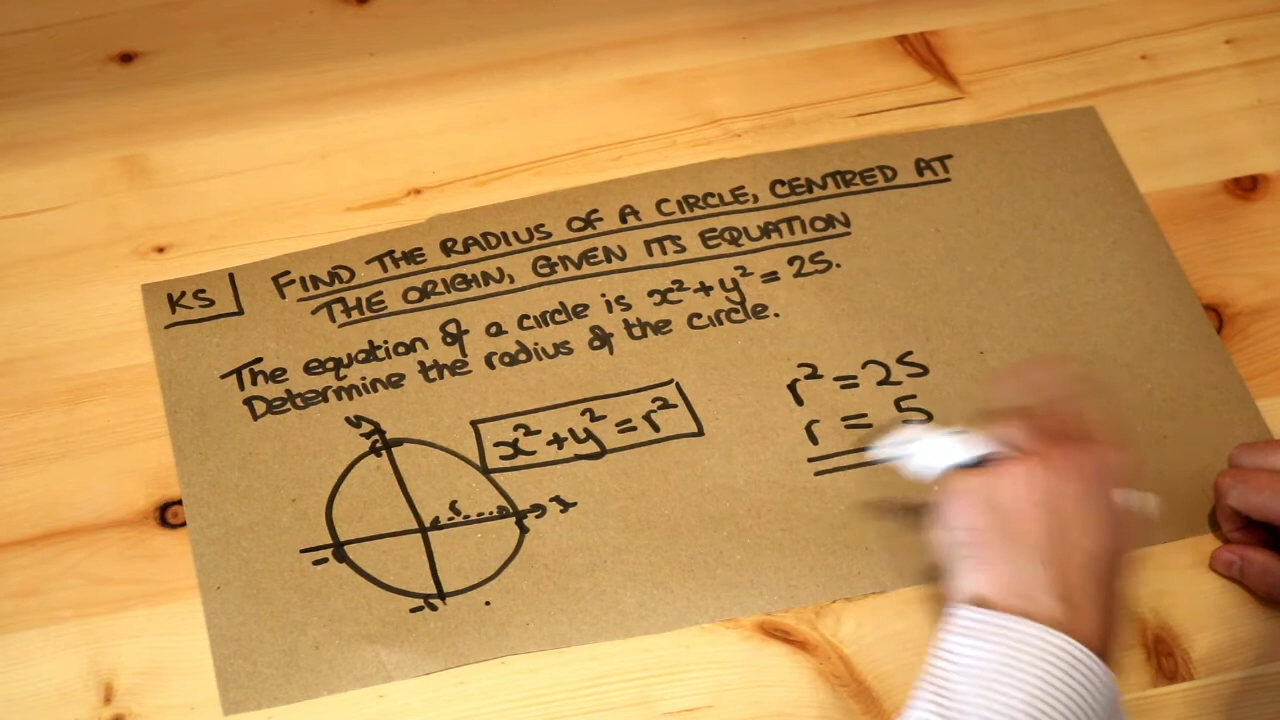 KS
FIND THE RADIUS OF A CIRCLE, CENTRED AT
THE ORIGIN, GIVEN ITS EQUATION
The equation of a circle is x²+y²=25.
Determine the radius of the circle.
x²+y²=r²
r²=25
r=5
y
r
r
x
r
-r
-r